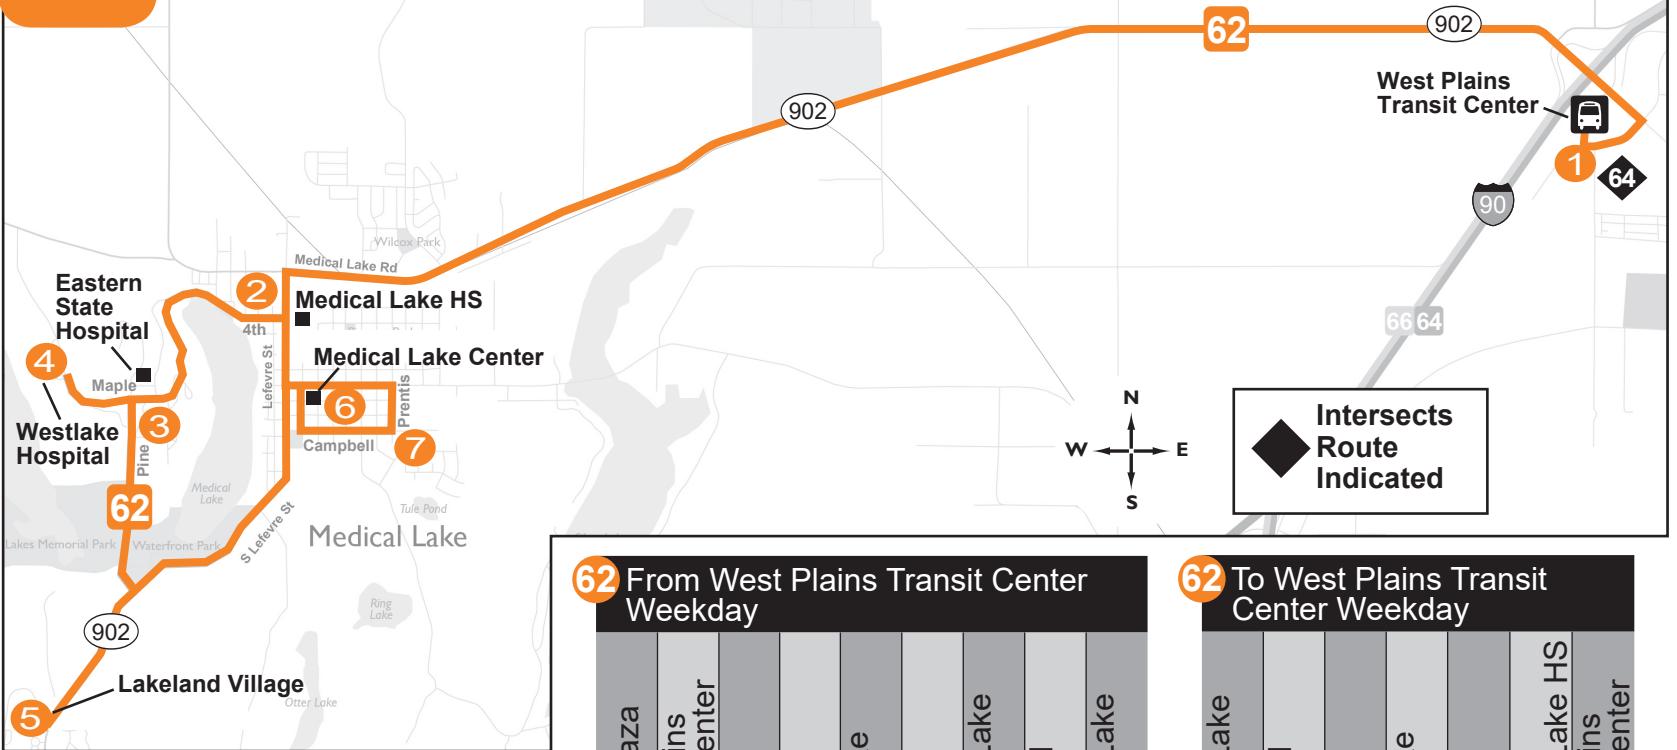 62
902
West Plains
Transit Center
902
1
64
90
Wilcox Park
Medical Lake Rd
Eastern
State
Hospital
2
Medical Lake HS
4th
66 64
Medical Lake Center
4
Maple
Lefevre St
Prentis
6
N
W E
S
Intersects
Route
Indicated
Westlake
Hospital
3
Pine
Campbell
7
Medical
Lake
62
Tule Pond
S Lefevre St
Medical Lake
Lakes Memorial Park
Waterfront Park
Ring
Lake
902
Lakeland Village
Otter Lake
5
62 From West Plains Transit Center
Weekday
62 To West Plains Transit
Center Weekday
Lake HS